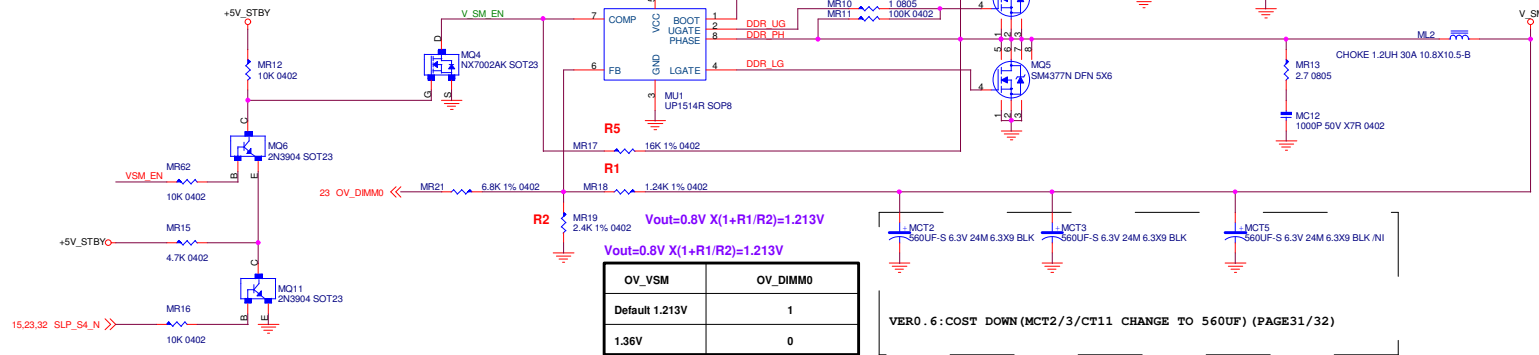 +5V_STBY
MR12
10K 0402
V_SM_EN
D
MQ4
NX7002AK SOT23
G
S
7
COMP
VCC
BOOT
1
UGATE
2
PHASE
8
6
FB
GND
LGATE
4
3
MU1
UP1514R SOP8
MR10
1 0805
MR11
100K 0402
DDR_UG
DDR_PH
DDR_LG
4
1
2
3
5
6
7
8
4
MQ5
SM4377N DFN 5X6
1
2
3
ML2
CHOKE 1.2UH 30A 10.8X10.5-B
MR13
2.7 0805
MC12
1000P 50V X7R 0402
C
MQ6
2N3904 SOT23
B
E
VSM_EN
MR62
10K 0402
+5V_STBY
MR15
4.7K 0402
C
MQ11
2N3904 SOT23
B
E
15,23,32 SLP_S4_N
MR16
10K 0402
R5
MR17
16K 1% 0402
R1
23 OV_DIMM0
MR21
6.8K 1% 0402
MR18
1.24K 1% 0402
R2
MR19
2.4K 1% 0402
Vout=0.8V X(1+R1/R2)=1.213V
Vout=0.8V X(1+R1/R2)=1.213V
OV_VSM
OV_DIMM0
Default 1.213V
1
1.36V
0
MCT2
560UF-S 6.3V 24M 6.3X9 BLK
MCT3
560UF-S 6.3V 24M 6.3X9 BLK
MCT5
560UF-S 6.3V 24M 6.3X9 BLK /NI
VER0.6:COST DOWN(MCT2/3/CT11 CHANGE TO 560UF)(PAGE31/32)